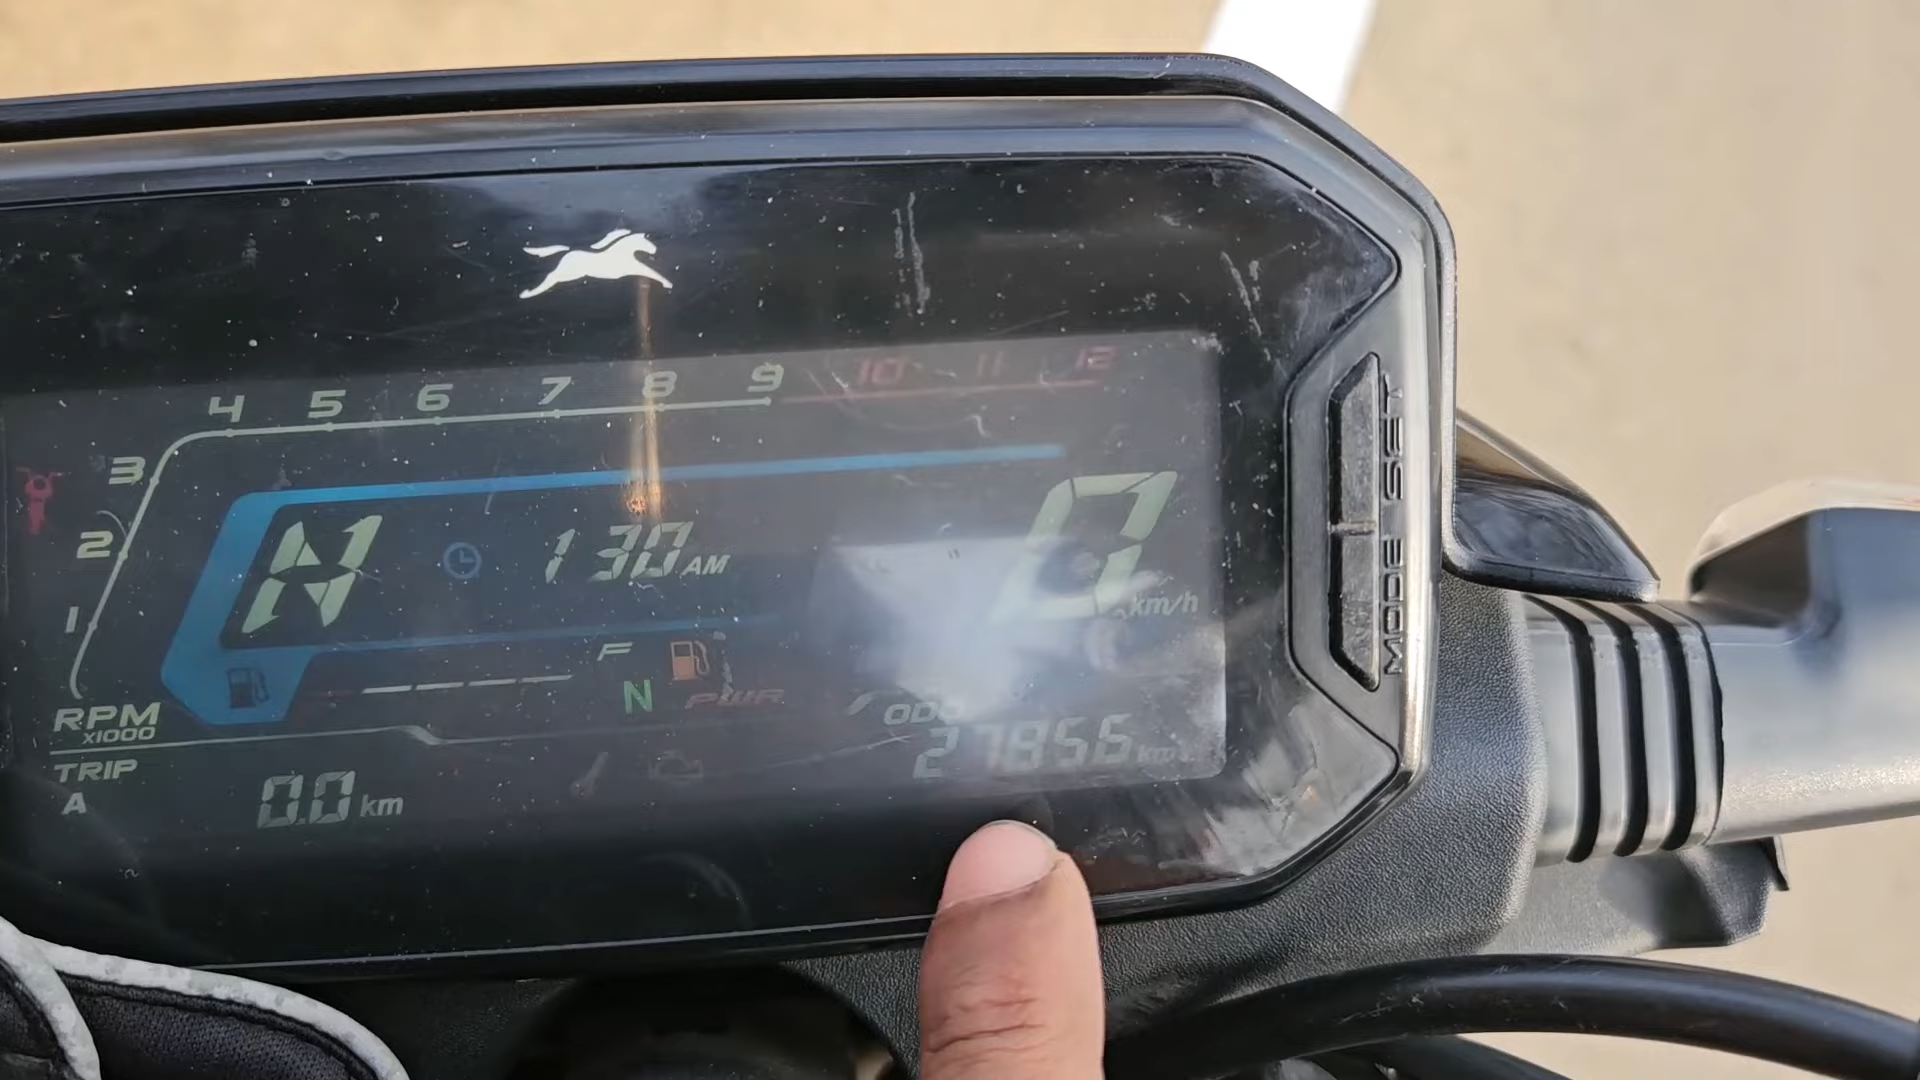 4 5 6 7 8 9 10 11 12
3
2
1
N 1 30 AM 0 km/h
F
N PWR
RPM
X1000
ODO
27856 km
TRIP
A
0.0 km
MODE SET